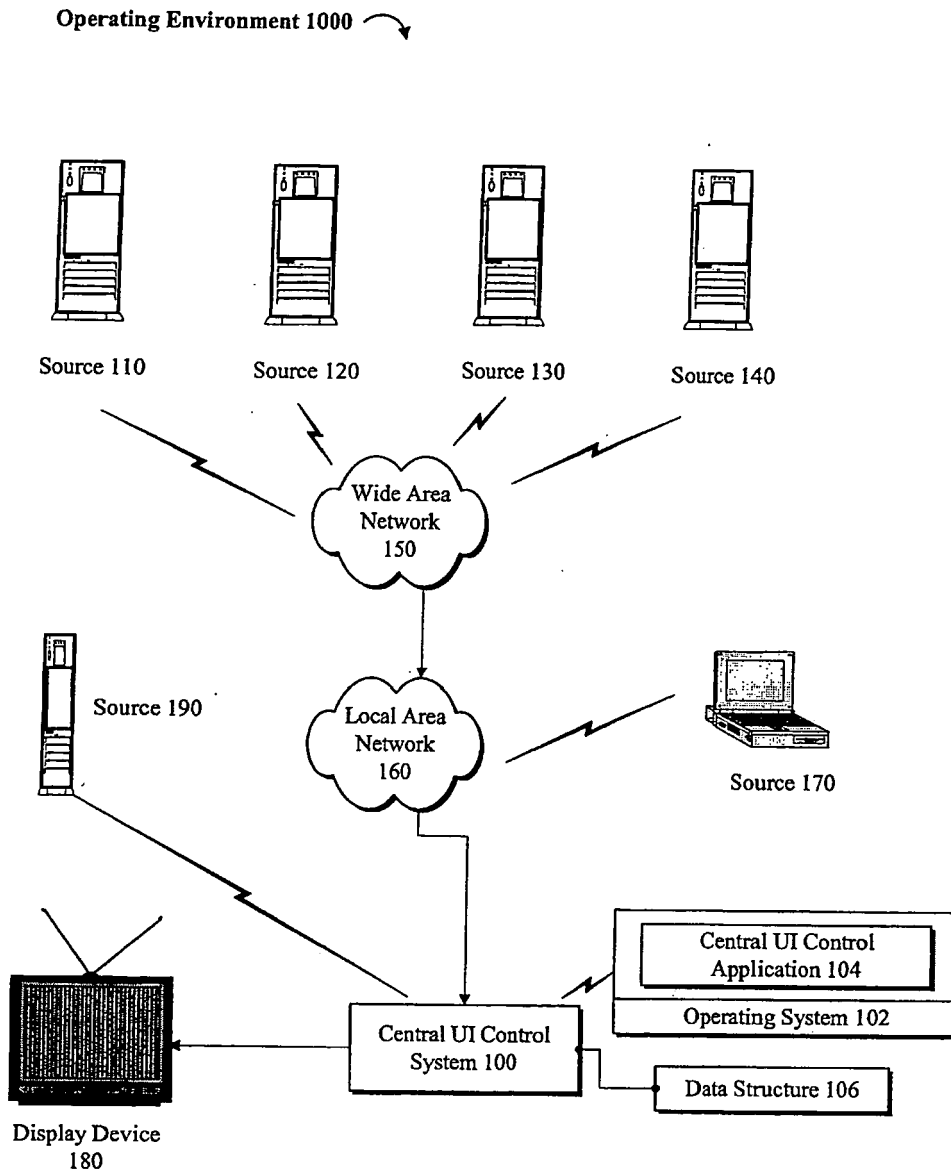 Operating Environment 1000
Source 110
Source 120
Source 130
Source 140
Wide Area
Network
150
Source 190
Local Area
Network
160
Source 170
Central UI Control
Application 104
Operating System 102
Central UI Control
System 100
Data Structure 106
Display Device
180